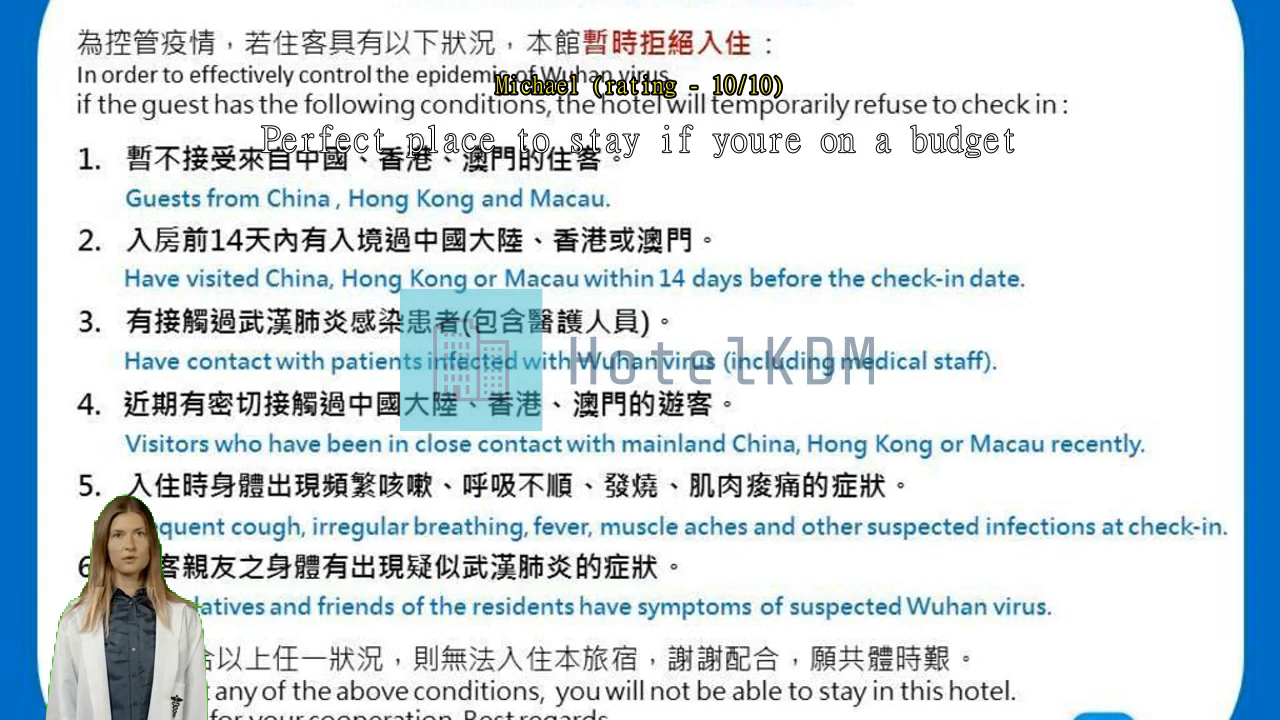 為控管疫情，若住客具有以下狀況，本館暫時拒絕入住：
In order to effectively control the epidemic of Wuhan virus,
Michael (rating - 10/10)
if the guest has the following conditions, the hotel will temporarily refuse to check in :
Perfect place to stay if youre on a budget
1. 暫不接受來自中國、香港、澳門的住客。
Guests from China , Hong Kong and Macau.
2. 入房前14天內有入境過中國大陸、香港或澳門。
Have visited China, Hong Kong or Macau within 14 days before the check-in date.
3. 有接觸過武漢肺炎感染患者(包含醫護人員)。
Have contact with patients infected with Wuhan virus (including medical staff).
HotelKDM
4. 近期有密切接觸過中國大陸、香港、澳門的遊客。
Visitors who have been in close contact with mainland China, Hong Kong or Macau recently.
5. 入住時身體出現頻繁咳嗽、呼吸不順、發燒、肌肉痠痛的症狀。
quent cough, irregular breathing, fever, muscle aches and other suspected infections at check-in.
6 客親友之身體有出現疑似武漢肺炎的症狀。
latives and friends of the residents have symptoms of suspected Wuhan virus.
合以上任一狀況，則無法入住本旅宿，謝謝配合，願共體時艱。
t any of the above conditions, you will not be able to stay in this hotel.
for your cooperation. Best regards